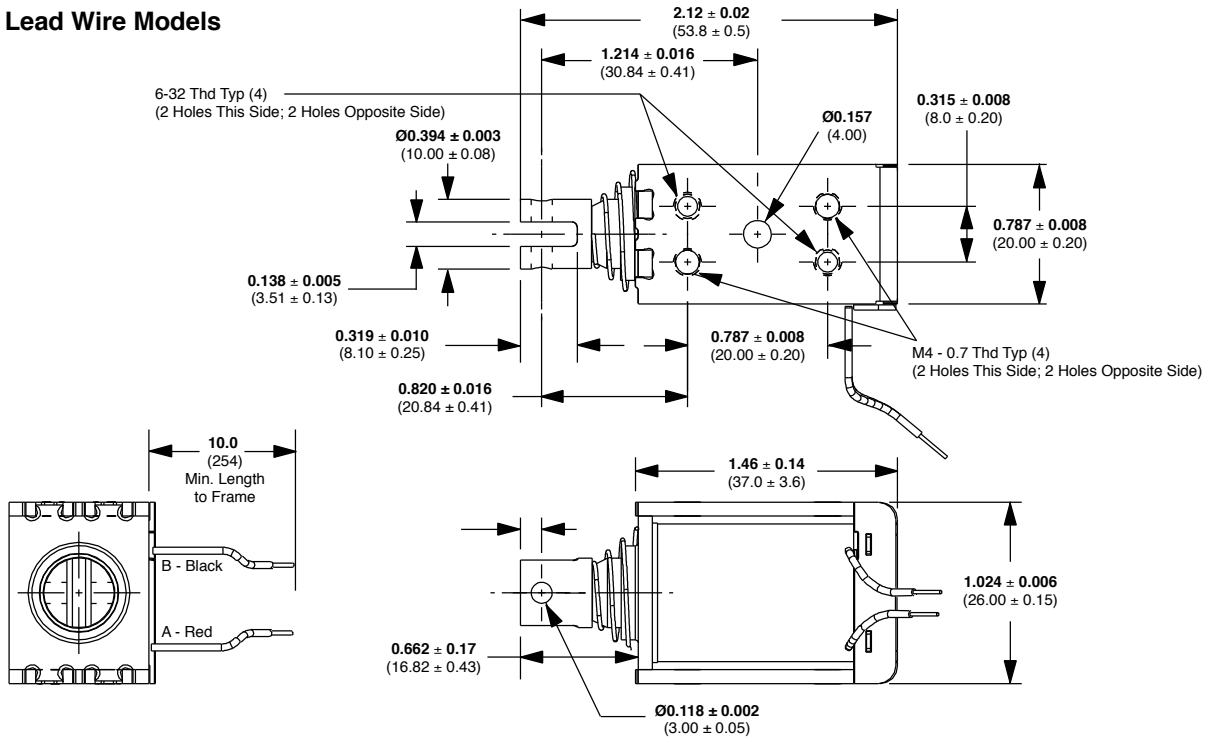 Lead Wire Models
2.12 ± 0.02
(53.8 ± 0.5)
1.214 ± 0.016
(30.84 ± 0.41)
6-32 Thd Typ (4)
(2 Holes This Side; 2 Holes Opposite Side)
Ø0.394 ± 0.003
(10.00 ± 0.08)
Ø0.157
(4.00)
0.315 ± 0.008
(8.0 ± 0.20)
0.787 ± 0.008
(20.00 ± 0.20)
0.138 ± 0.005
(3.51 ± 0.13)
0.319 ± 0.010
(8.10 ± 0.25)
0.787 ± 0.008
(20.00 ± 0.20)
M4 - 0.7 Thd Typ (4)
(2 Holes This Side; 2 Holes Opposite Side)
0.820 ± 0.016
(20.84 ± 0.41)
10.0
(254)
Min. Length
to Frame
B - Black
A - Red
1.46 ± 0.14
(37.0 ± 3.6)
1.024 ± 0.006
(26.00 ± 0.15)
0.662 ± 0.17
(16.82 ± 0.43)
Ø0.118 ± 0.002
(3.00 ± 0.05)